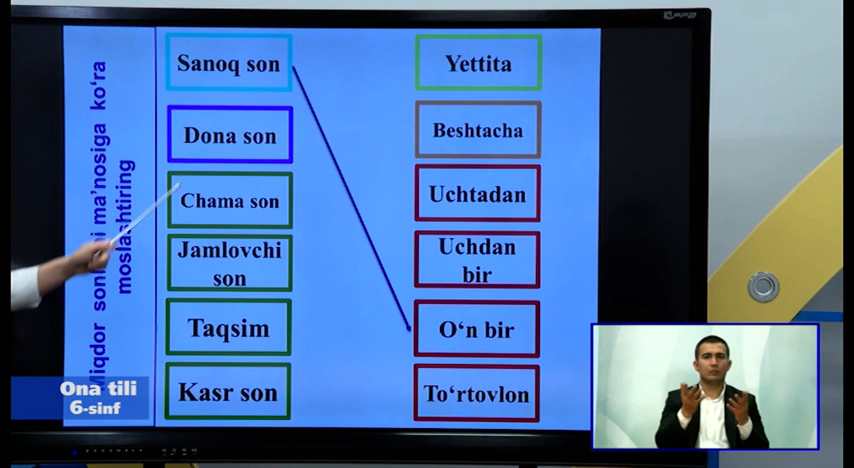 Miqdor sonlarni ma’nosiga ko‘ra
moslashtiring
Sanoq son
Dona son
Chama son
Jamlovchi
son
Taqsim
Kasr son
Yettita
Beshtacha
Uchtadan
Uchdan
bir
O‘n bir
To‘rtovlon
Ona tili
6-sinf